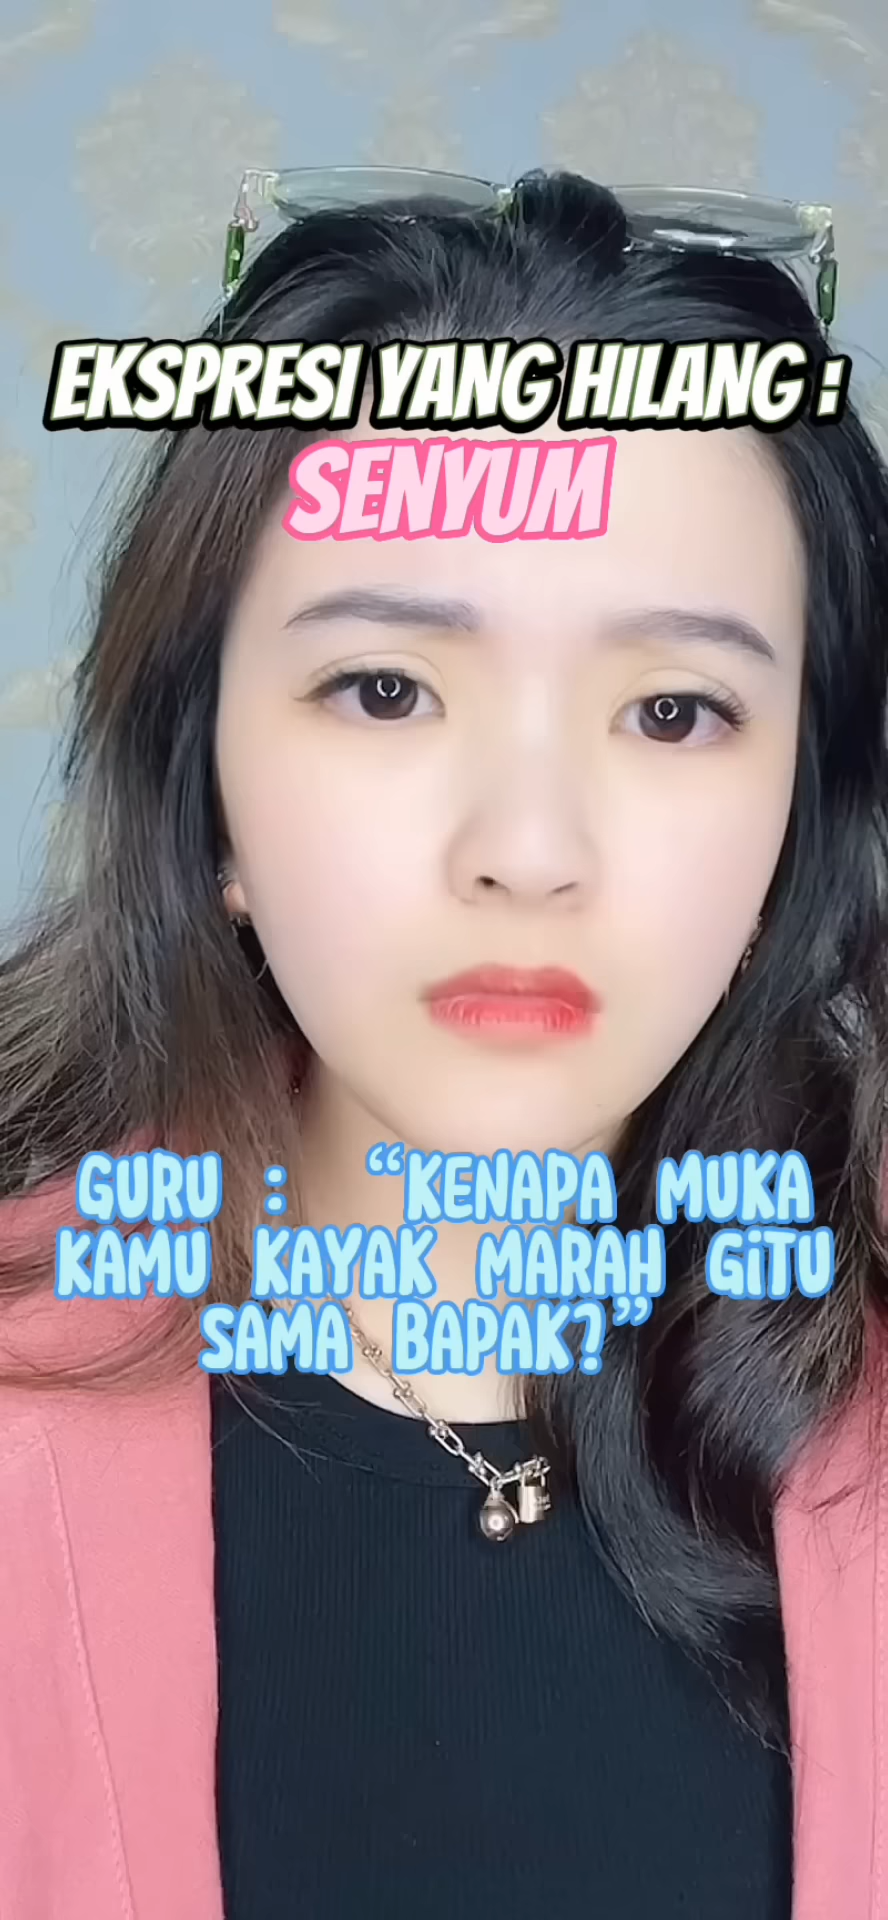 EKSPRESI YANG HILANG :
SENYUM
GURU : “KENAPA MUKA
KAMU KAYAK MARAH GiTU
SAMA BAPAK?”